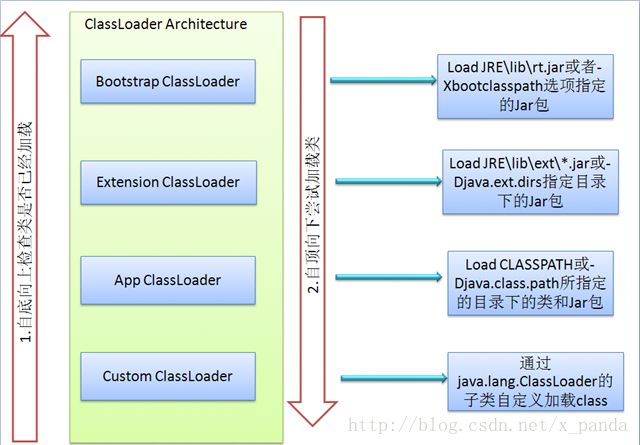 ClassLoader Architecture
1.自底向上检查类是否已经加载
Bootstrap ClassLoader
Extension ClassLoader
App ClassLoader
Custom ClassLoader
2.自顶向下尝试加载类
Load JRE\lib\rt.jar或者-
Xbootclasspath选项指定
的Jar包
Load JRE\lib\ext\*.jar或-
Djava.ext.dirs指定目录
下的Jar包
Load CLASSPATH或-
Djava.class.path所指定
的目录下的类和Jar包
通过
java.lang.ClassLoader的
子类自定义加载class
http://blog.csdn.net/x_panda